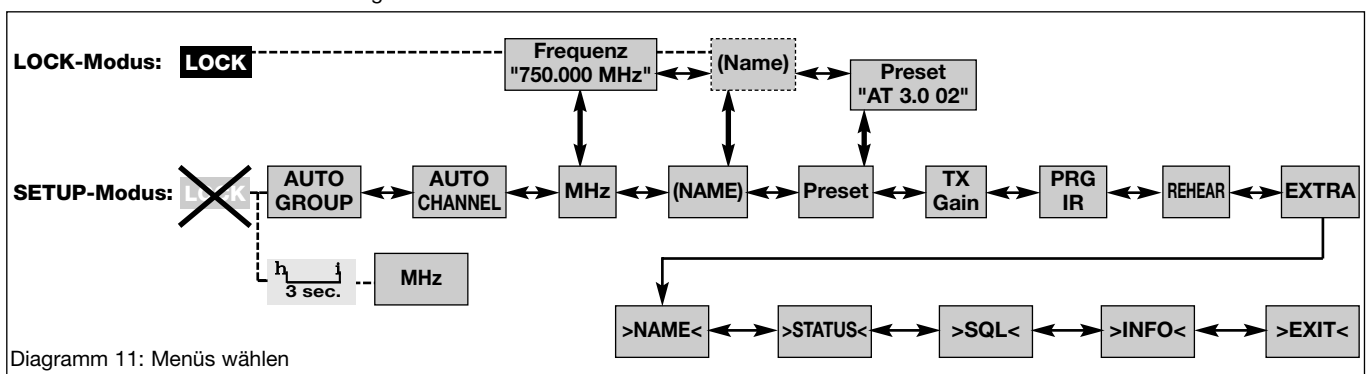 LOCK-Modus: LOCK
Frequenz
"750.000 MHz"
(Name)
Preset
"AT 3.0 02"
SETUP-Modus: LOCK
AUTO
GROUP
AUTO
CHANNEL
MHz
(NAME)
Preset
TX
Gain
PRG
IR
REHEAR
EXTRA
h i
3 sec.
MHz
>NAME<
>STATUS<
>SQL<
>INFO<
>EXIT<
Diagramm 11: Menüs wählen